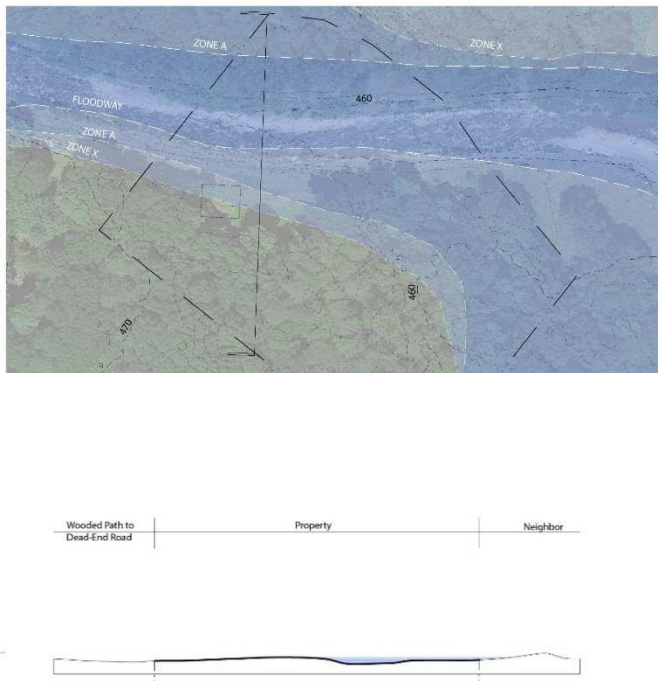 ZONE A
ZONE X
FLOODWAY
460
ZONE A
ZONE X
460
470
Wooded Path to
Dead-End Road
Property
Neighbor